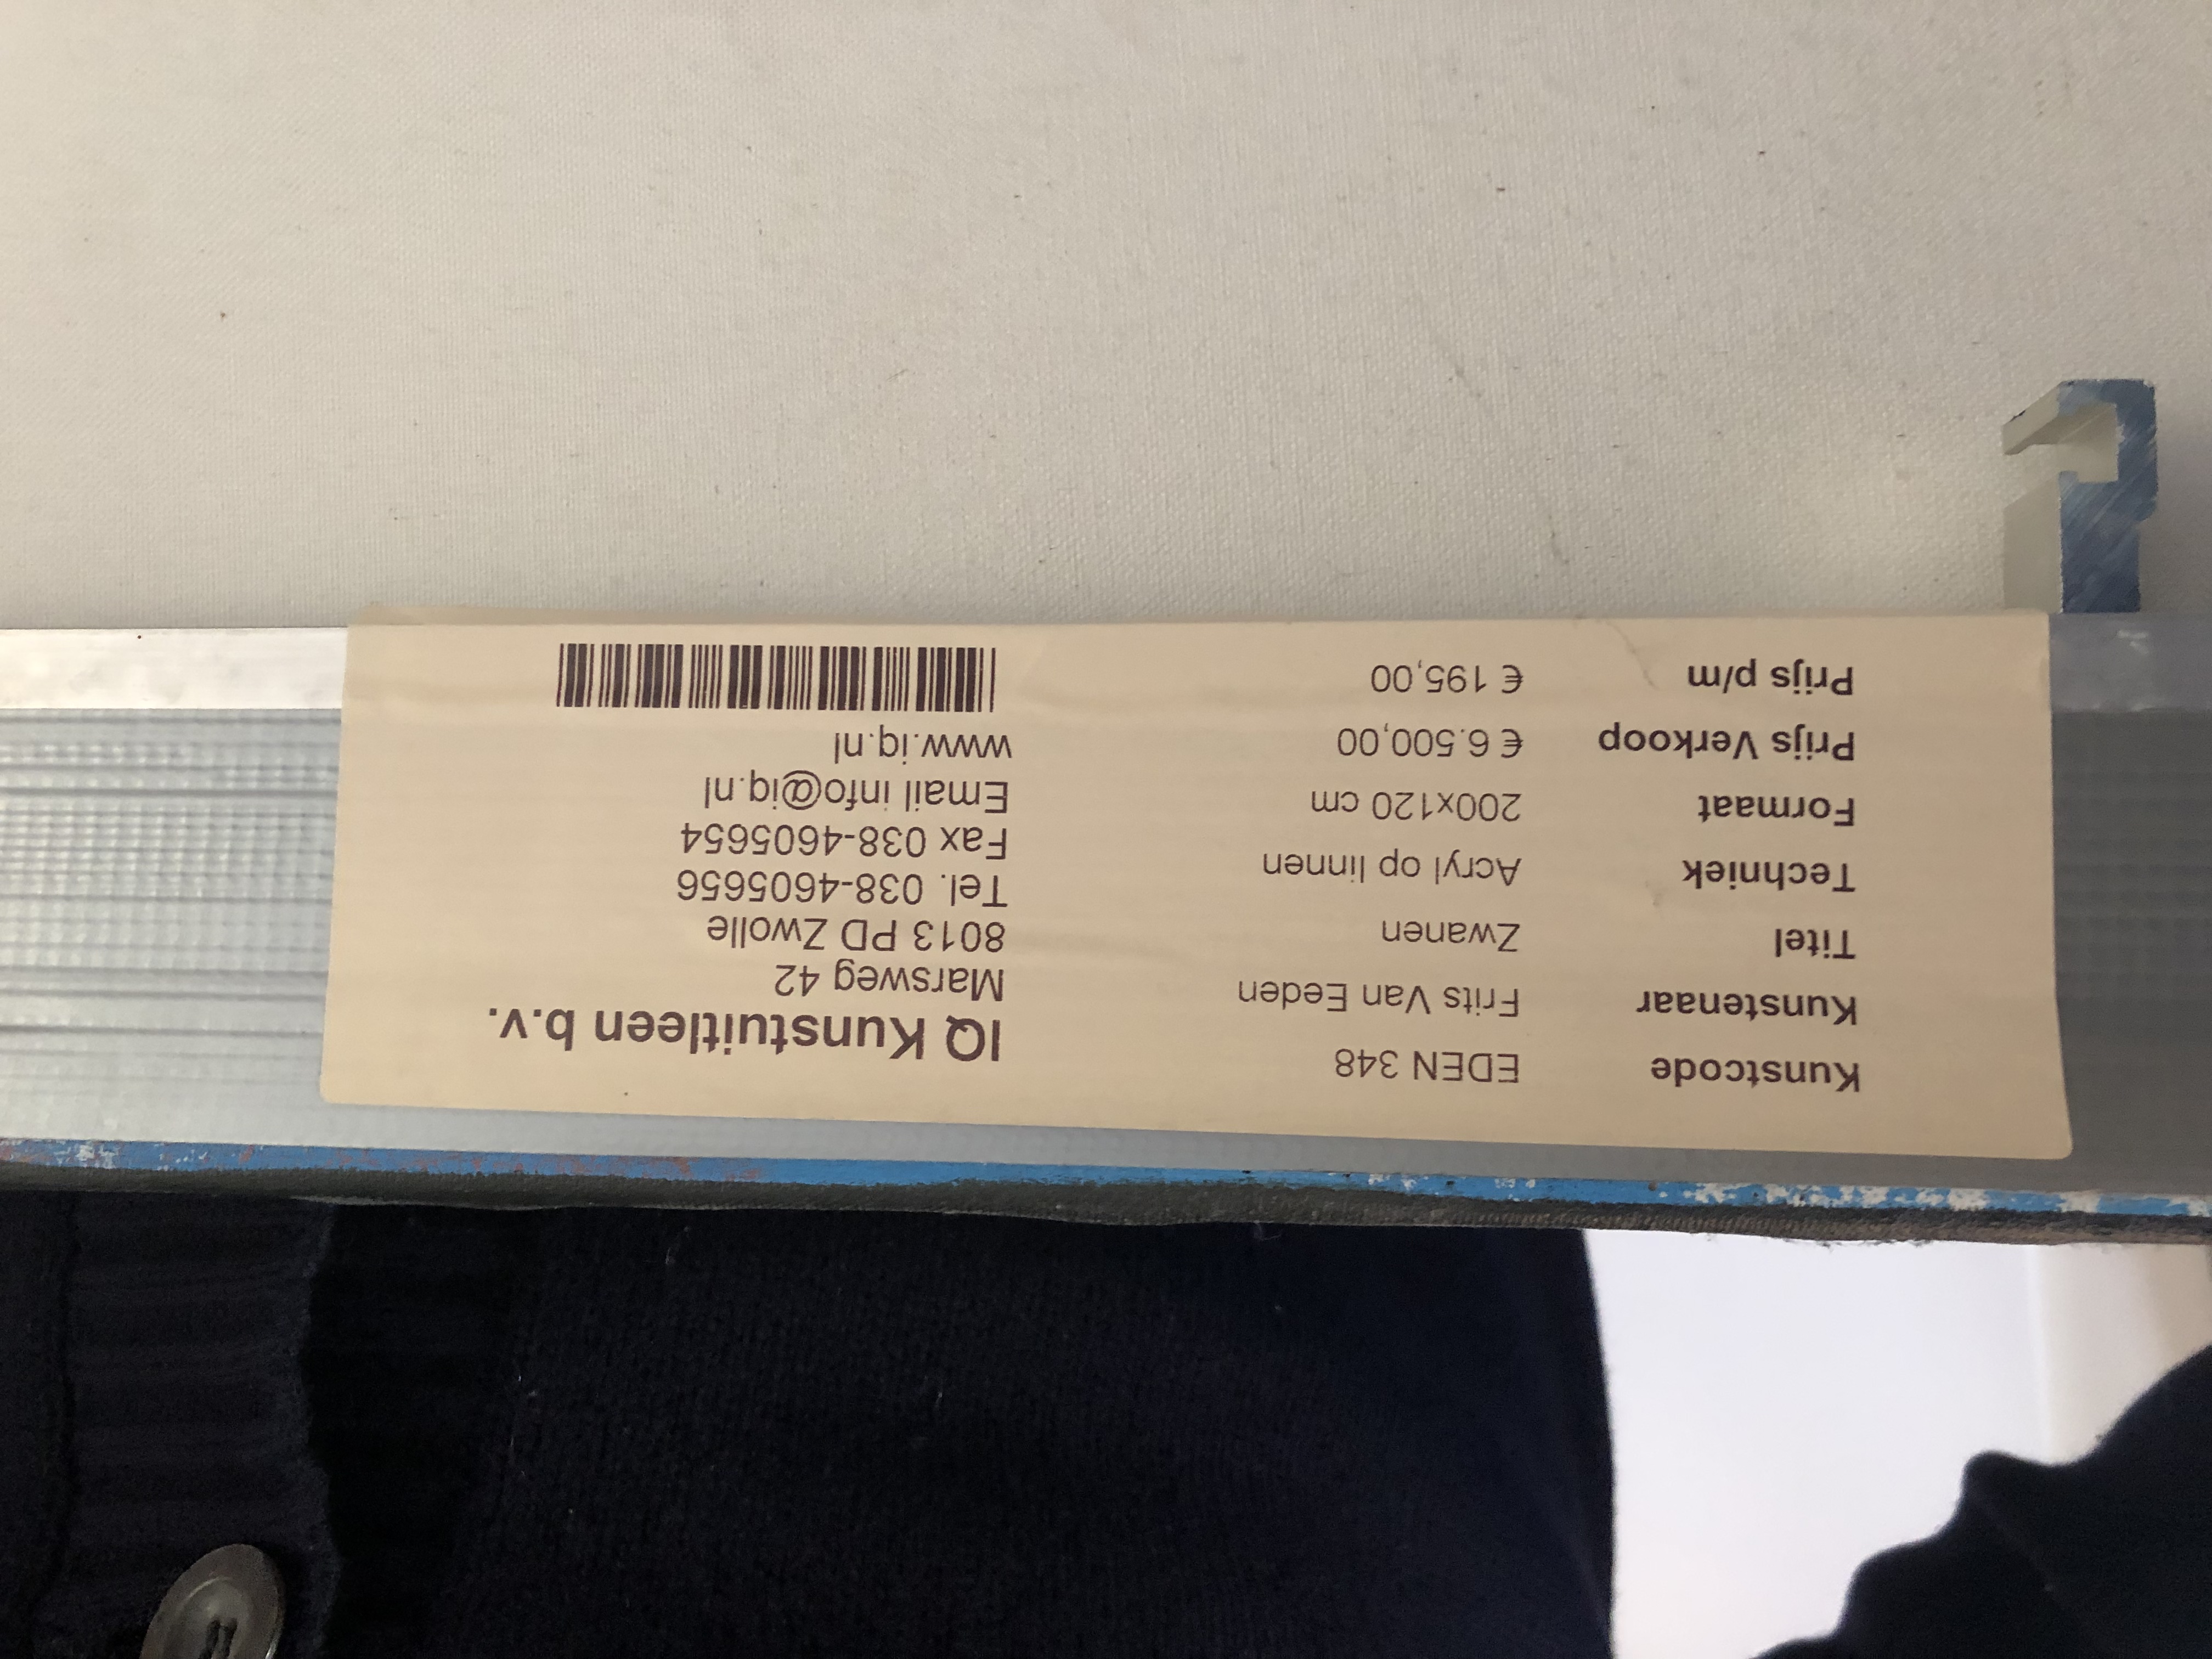 Kunstcode EDEN 348
Kunstenaar Frits Van Eeden
Titel Zwanen
Techniek Acryl op linnen
Formaat 200x120 cm
Prijs Verkoop € 6.500,00
Prijs p/m € 195,00
IQ Kunstuitleen b.v.
Marsweg 42
8013 PD Zwolle
Tel. 038-4605656
Fax 038-4605654
Email info@iq.nl
www.iq.nl